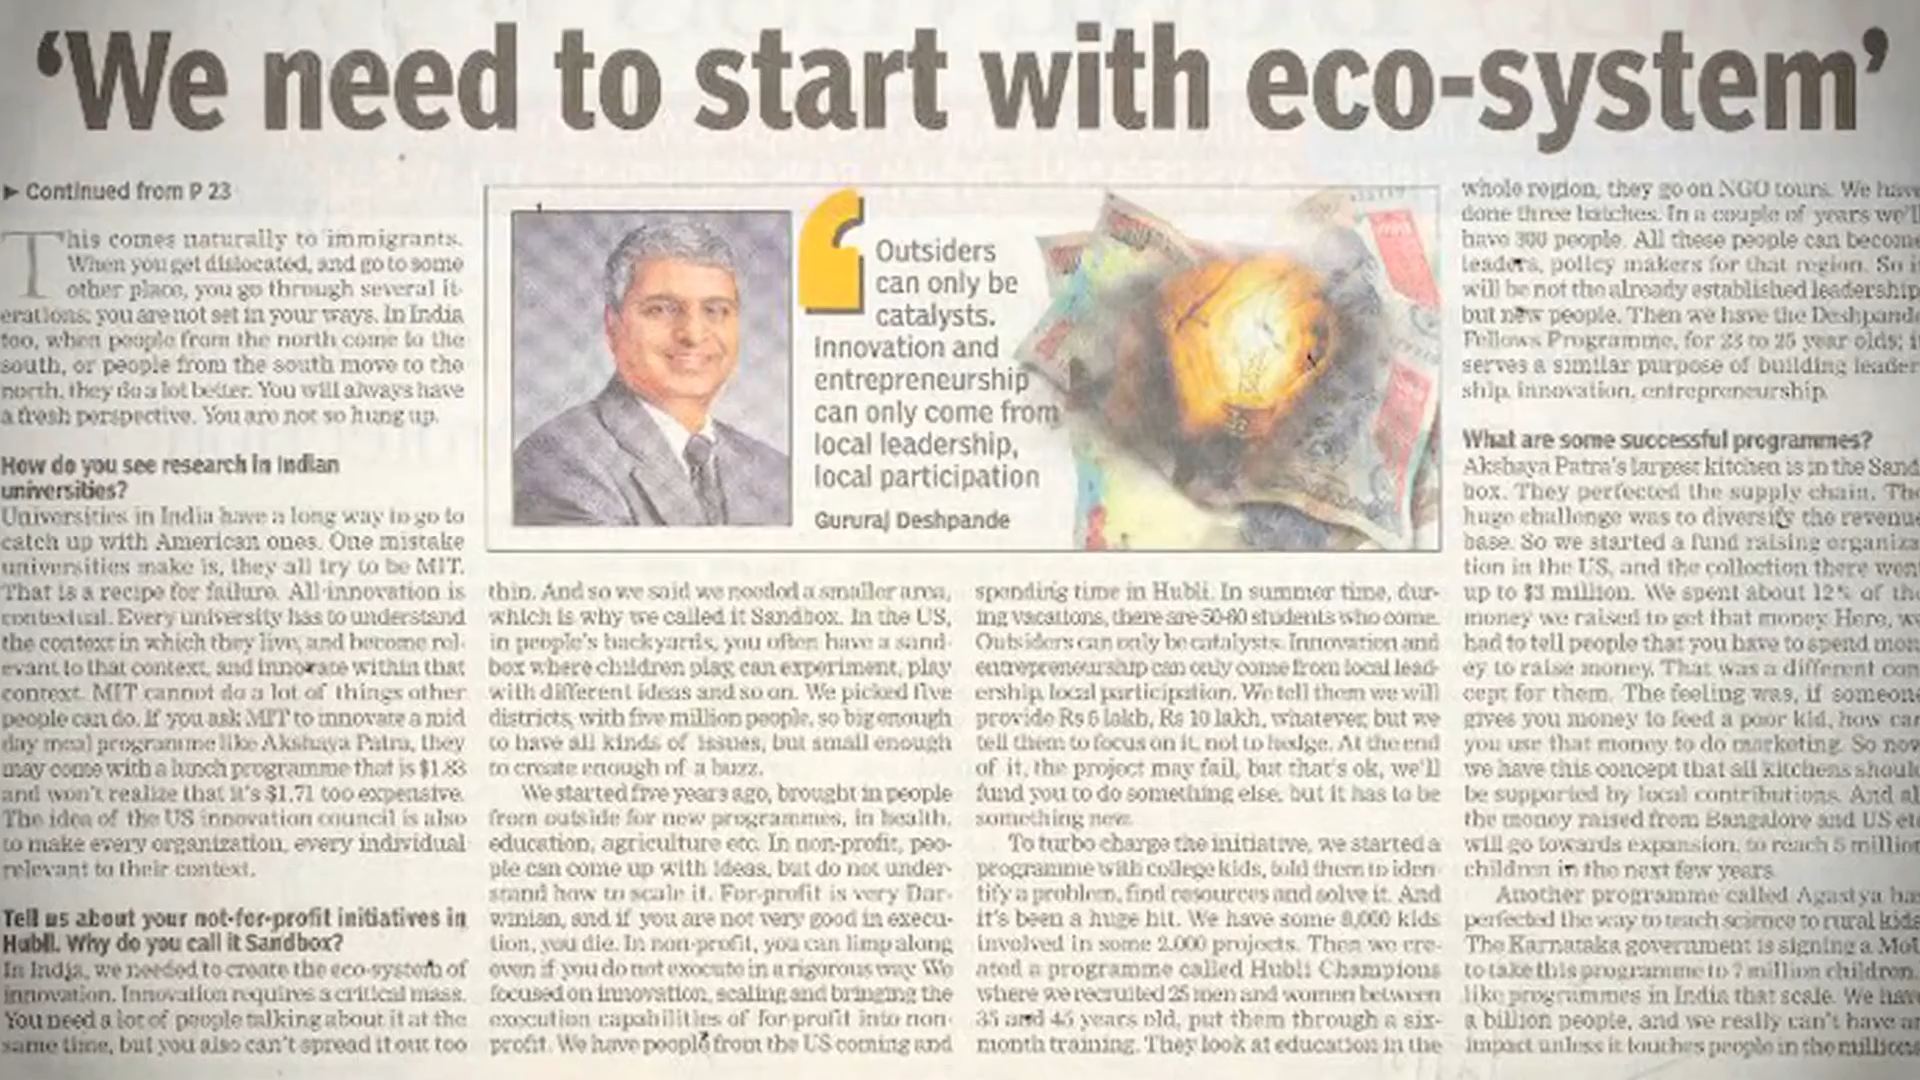 ‘We need to start with eco-system’
▶ Continued from P 23
This comes naturally to immigrants.
When you get dislocated, and go to some
other place, you go through several it-
erations; you are not set in your ways. In India
too, when people from the north come to the
south, or people from the south move to the
north, they do a lot better. You will always have
a fresh perspective. You are not so hung up.
How do you see research in Indian
universities?
Universities in India have a long way to go to
catch up with American ones. One mistake
universities make is, they all try to be MIT.
That is a recipe for failure. All innovation is
contextual. Every university has to understand
the context in which they live, and become rel-
evant to that context, and innovate within that
context. MIT cannot do a lot of things other
people can do. If you ask MIT to innovate a mid
day meal programme like Akshaya Patra, they
may come with a lunch programme that is $1.83
and won't realize that it's $1.71 too expensive.
The idea of the US innovation council is also
to make every organization, every individual
relevant to their context.
Tell us about your not-for-profit initiatives in
Hubli. Why do you call it Sandbox?
In India, we needed to create the eco-system of
innovation. Innovation requires a critical mass.
You need a lot of people talking about it at the
same time, but you also can't spread it out too
Outsiders
can only be
catalysts.
Innovation and
entrepreneurship
can only come from
local leadership,
local participation
Gururaj Deshpande
thin. And so we said we needed a smaller area,
which is why we called it Sandbox. In the US,
in people's backyards, you often have a sand-
box where children play, can experiment, play
with different ideas and so on. We picked five
districts, with five million people, so big enough
to have all kinds of issues, but small enough
to create enough of a buzz.
We started five years ago, brought in people
from outside for new programmes, in health,
education, agriculture etc. In non-profit, peo-
ple can come up with ideas, but do not under-
stand how to scale it. For-profit is very Dar-
winian, and if you are not very good in execu-
tion, you die. In non-profit, you can limp along
even if you do not execute in a rigorous way. We
focused on innovation, scaling and bringing the
execution capabilities of for-profit into non-
profit. We have people from the US coming and
spending time in Hubli. In summer time, dur-
ing vacations, there are 50-60 students who come.
Outsiders can only be catalysts. Innovation and
entrepreneurship can only come from local lead-
ership, local participation. We tell them we will
provide Rs 5 lakh, Rs 10 lakh, whatever, but we
tell them to focus on it, not to hedge. At the end
of it, the project may fail, but that's ok, we'll
fund you to do something else, but it has to be
something new.
To turbo charge the initiative, we started a
programme with college kids, told them to iden-
tify a problem, find resources and solve it. And
it's been a huge hit. We have some 8,000 kids
involved in some 2,000 projects. Then we cre-
ated a programme called Hubli Champions
where we recruited 25 men and women between
35 and 45 years old, put them through a six-
month training. They look at education in the
whole region, they go on NGO tours. We have
done three batches. In a couple of years we'll
have 300 people. All these people can become
leaders, policy makers for that region. So it
will be not the already established leadership
but new people. Then we have the Deshpande
Fellows Programme, for 23 to 25 year olds; it
serves a similar purpose of building leader
ship, innovation, entrepreneurship.
What are some successful programmes?
Akshaya Patra's largest kitchen is in the Sand
box. They perfected the supply chain. The
huge challenge was to diversify the revenue
base. So we started a fund raising organiza
tion in the US, and the collection there went
up to $3 million. We spent about 12% of the
money we raised to get that money. Here, we
had to tell people that you have to spend mon
ey to raise money. That was a different con
cept for them. The feeling was, if someone
gives you money to feed a poor kid, how can
you use that money to do marketing. So now
we have this concept that all kitchens should
be supported by local contributions. And all
the money raised from Bangalore and US etc
will go towards expansion, to reach 5 million
children in the next few years.
Another programme called Agastya has
perfected the way to teach science to rural kids
The Karnataka government is signing a MoU
to take this programme to 7 million children.
like programmes in India that scale. We have
a billion people, and we really can't have an
impact unless it touches people in the millions